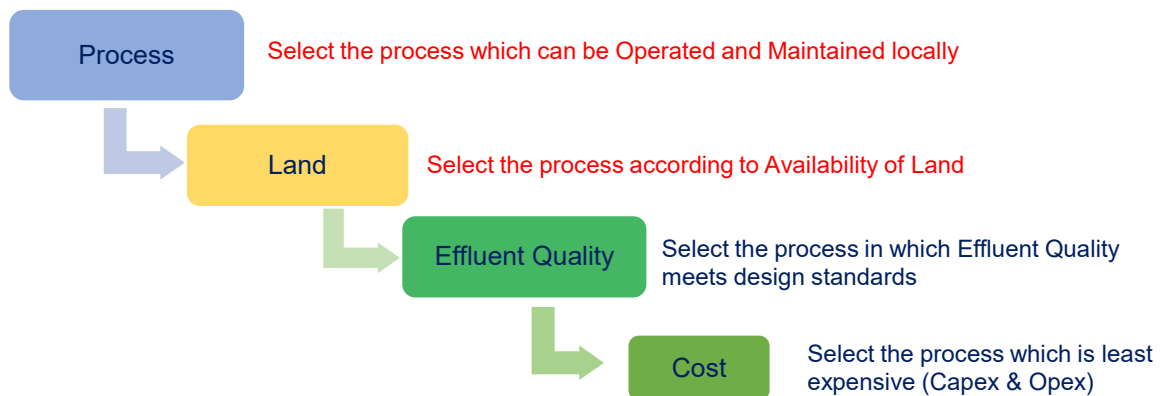 Process
Select the process which can be Operated and Maintained locally
Land
Select the process according to Availability of Land
Effluent Quality
Select the process in which Effluent Quality
meets design standards
Cost
Select the process which is least
expensive (Capex & Opex)